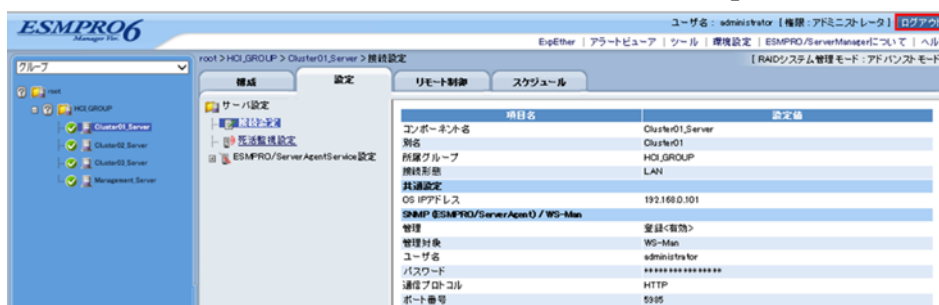 ESMPRO6
Manager Ver.
ユーザ名： administrator [ 権限：アドミニストレータ ] ログアウ
ExpEther | アラートビューア | ツール | 環境設定 | ESMPRO/ServerManagerについて | ヘル
グループ
root > HCI_GROUP > Cluster01_Server > 接続設定
[ RAIDシステム管理モード：アドバンストモード
構成 設定 リモート制御 スケジュール
root
HCI_GROUP
Cluster01_Server
Cluster02_Server
Cluster03_Server
Management_Server
サーバ設定
接続設定
死活監視設定
ESMPRO/ServerAgentService設定
項目名 設定値
コンポーネント名 Cluster01_Server
別名 Cluster01
所属グループ HCI_GROUP
接続形態 LAN
共通設定
OS IPアドレス 192.168.0.101
SNMP (ESMPRO/ServerAgent) / WS-Man
管理 登録<有効>
管理対象 WS-Man
ユーザ名 administrator
パスワード ****************
通信プロトコル HTTP
ポート番号 5985